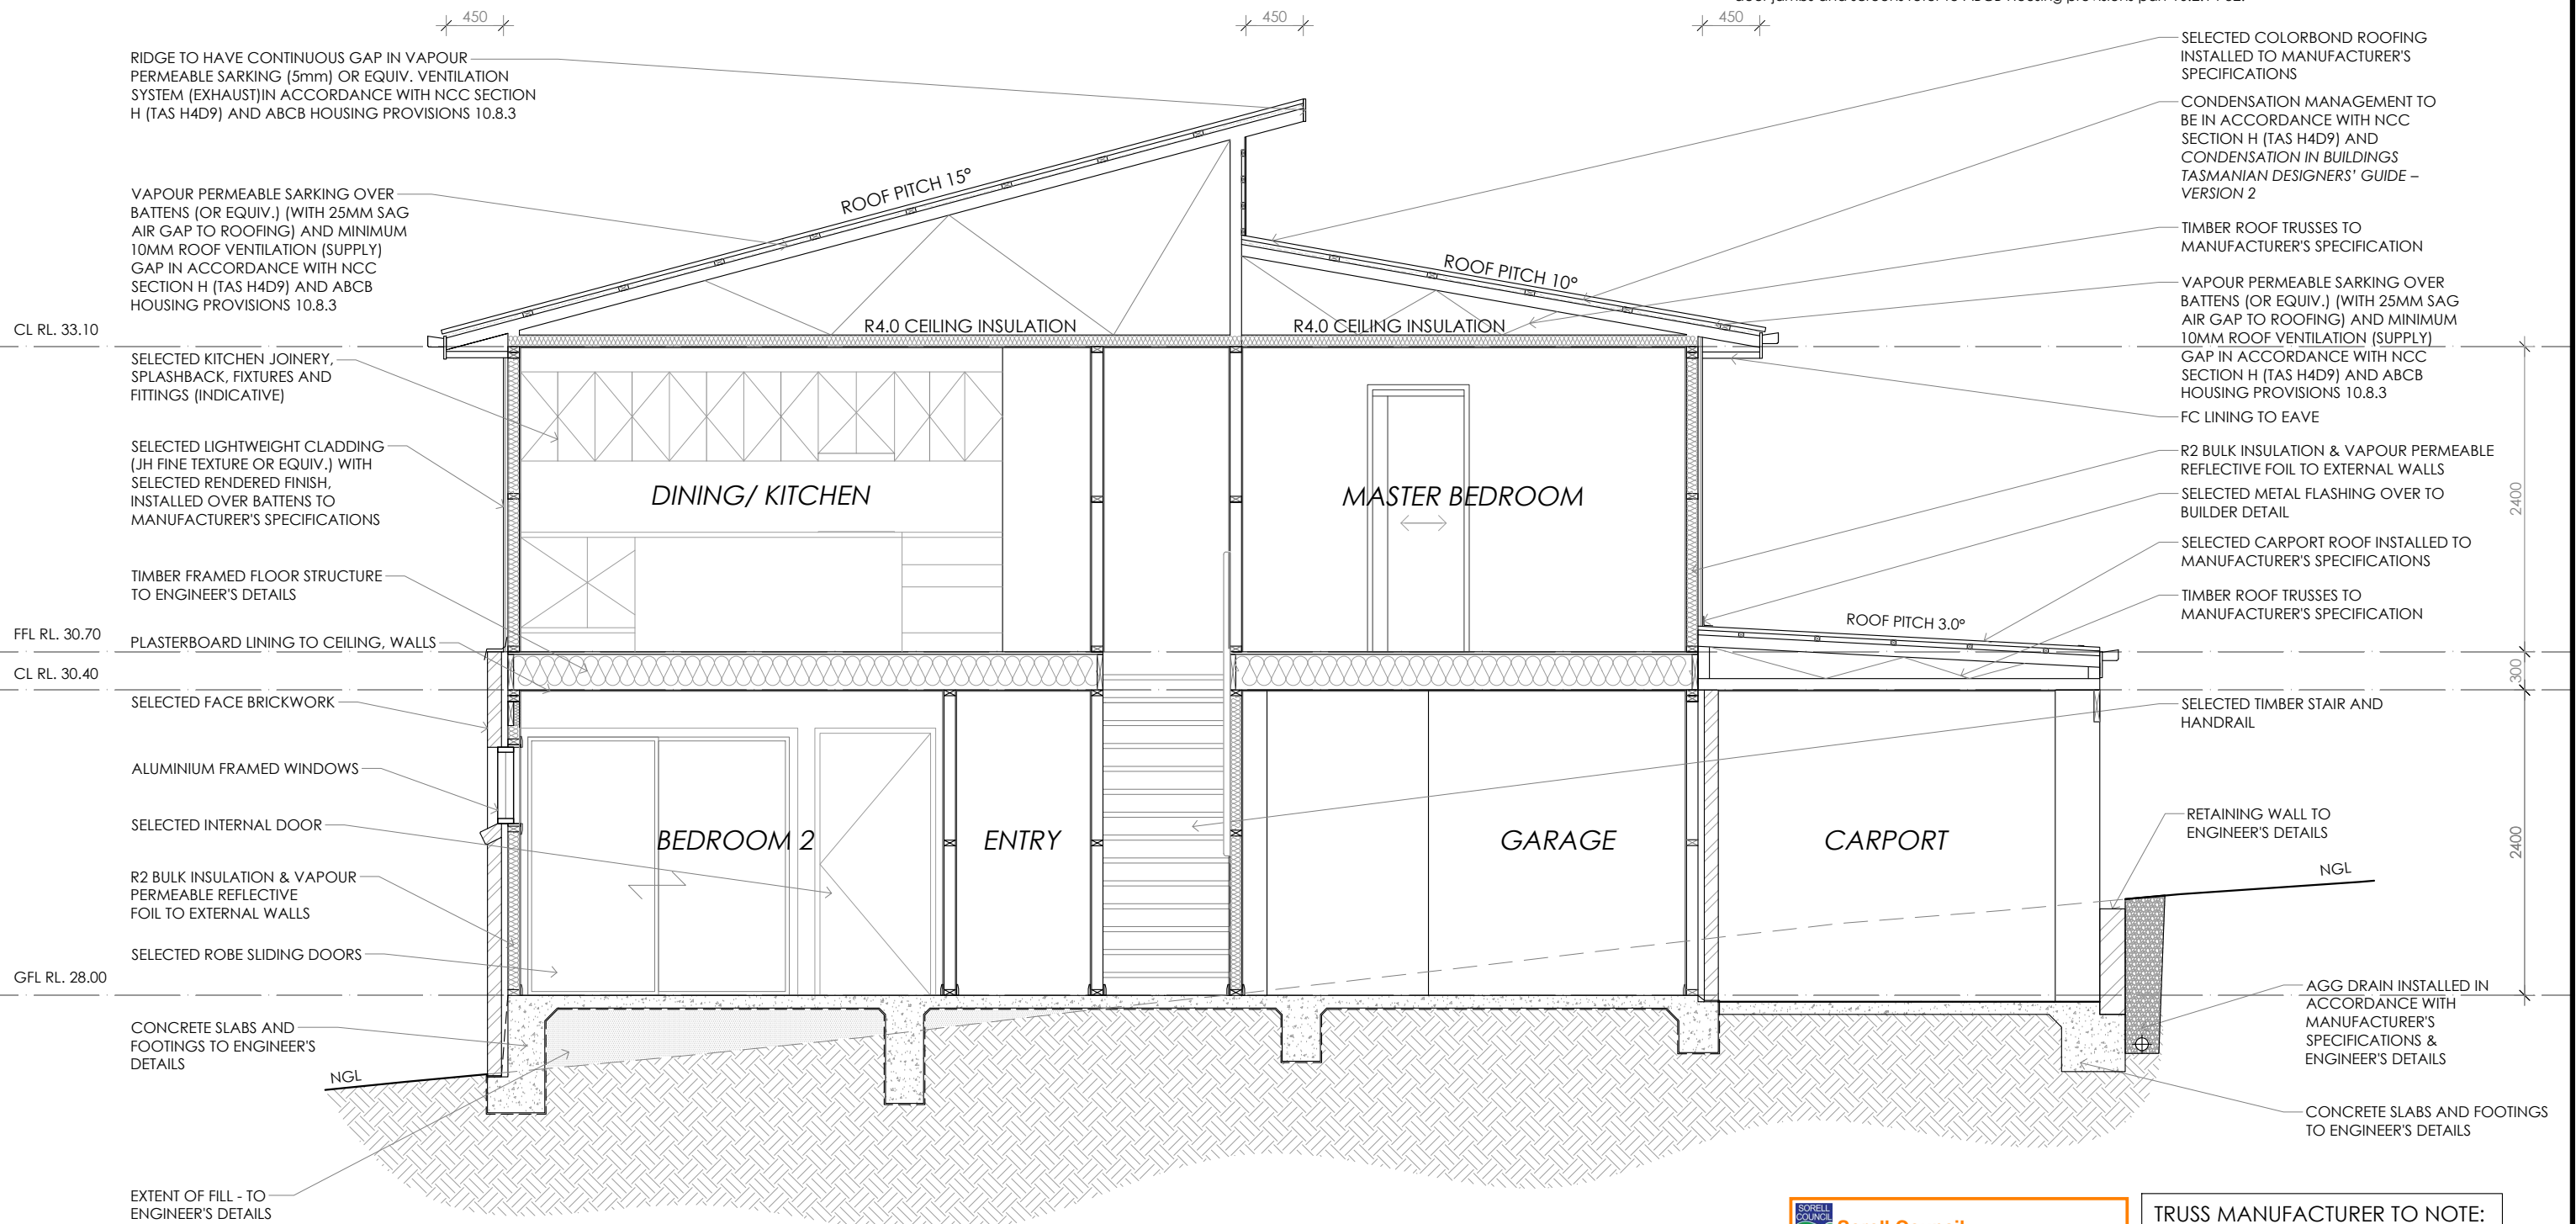 450
450
450
RIDGE TO HAVE CONTINUOUS GAP IN VAPOUR
PERMEABLE SARKING (5mm) OR EQUIV. VENTILATION
SYSTEM (EXHAUST)IN ACCORDANCE WITH NCC SECTION
H (TAS H4D9) AND ABCB HOUSING PROVISIONS 10.8.3
VAPOUR PERMEABLE SARKING OVER
BATTENS (OR EQUIV.) (WITH 25MM SAG
AIR GAP TO ROOFING) AND MINIMUM
10MM ROOF VENTILATION (SUPPLY)
GAP IN ACCORDANCE WITH NCC
SECTION H (TAS H4D9) AND ABCB
HOUSING PROVISIONS 10.8.3
CL RL. 33.10
SELECTED KITCHEN JOINERY,
SPLASHBACK, FIXTURES AND
FITTINGS (INDICATIVE)
SELECTED LIGHTWEIGHT CLADDING
(JH FINE TEXTURE OR EQUIV.) WITH
SELECTED RENDERED FINISH,
INSTALLED OVER BATTENS TO
MANUFACTURER'S SPECIFICATIONS
TIMBER FRAMED FLOOR STRUCTURE
TO ENGINEER'S DETAILS
FFL RL. 30.70
PLASTERBOARD LINING TO CEILING, WALLS
CL RL. 30.40
SELECTED FACE BRICKWORK
ALUMINIUM FRAMED WINDOWS
SELECTED INTERNAL DOOR
R2 BULK INSULATION & VAPOUR
PERMEABLE REFLECTIVE
FOIL TO EXTERNAL WALLS
SELECTED ROBE SLIDING DOORS
GFL RL. 28.00
CONCRETE SLABS AND
FOOTINGS TO ENGINEER'S
DETAILS
NGL
EXTENT OF FILL - TO
ENGINEER'S DETAILS
ROOF PITCH 15°
ROOF PITCH 10°
R4.0 CEILING INSULATION
R4.0 CEILING INSULATION
DINING/ KITCHEN
MASTER BEDROOM
ROOF PITCH 3.0°
BEDROOM 2
ENTRY
GARAGE
CARPORT
SELECTED COLORBOND ROOFING
INSTALLED TO MANUFACTURER'S
SPECIFICATIONS
CONDENSATION MANAGEMENT TO
BE IN ACCORDANCE WITH NCC
SECTION H (TAS H4D9) AND
CONDENSATION IN BUILDINGS
TASMANIAN DESIGNERS' GUIDE –
VERSION 2
TIMBER ROOF TRUSSES TO
MANUFACTURER'S SPECIFICATION
VAPOUR PERMEABLE SARKING OVER
BATTENS (OR EQUIV.) (WITH 25MM SAG
AIR GAP TO ROOFING) AND MINIMUM
10MM ROOF VENTILATION (SUPPLY)
GAP IN ACCORDANCE WITH NCC
SECTION H (TAS H4D9) AND ABCB
HOUSING PROVISIONS 10.8.3
FC LINING TO EAVE
R2 BULK INSULATION & VAPOUR PERMEABLE
REFLECTIVE FOIL TO EXTERNAL WALLS
SELECTED METAL FLASHING OVER TO
BUILDER DETAIL
SELECTED CARPORT ROOF INSTALLED TO
MANUFACTURER'S SPECIFICATIONS
TIMBER ROOF TRUSSES TO
MANUFACTURER'S SPECIFICATION
SELECTED TIMBER STAIR AND
HANDRAIL
RETAINING WALL TO
ENGINEER'S DETAILS
NGL
AGG DRAIN INSTALLED IN
ACCORDANCE WITH
MANUFACTURER'S
SPECIFICATIONS &
ENGINEER'S DETAILS
CONCRETE SLABS AND FOOTINGS
TO ENGINEER'S DETAILS
2400
300
2400
SORELL
COUNCIL
TRUSS MANUFACTURER TO NOTE: